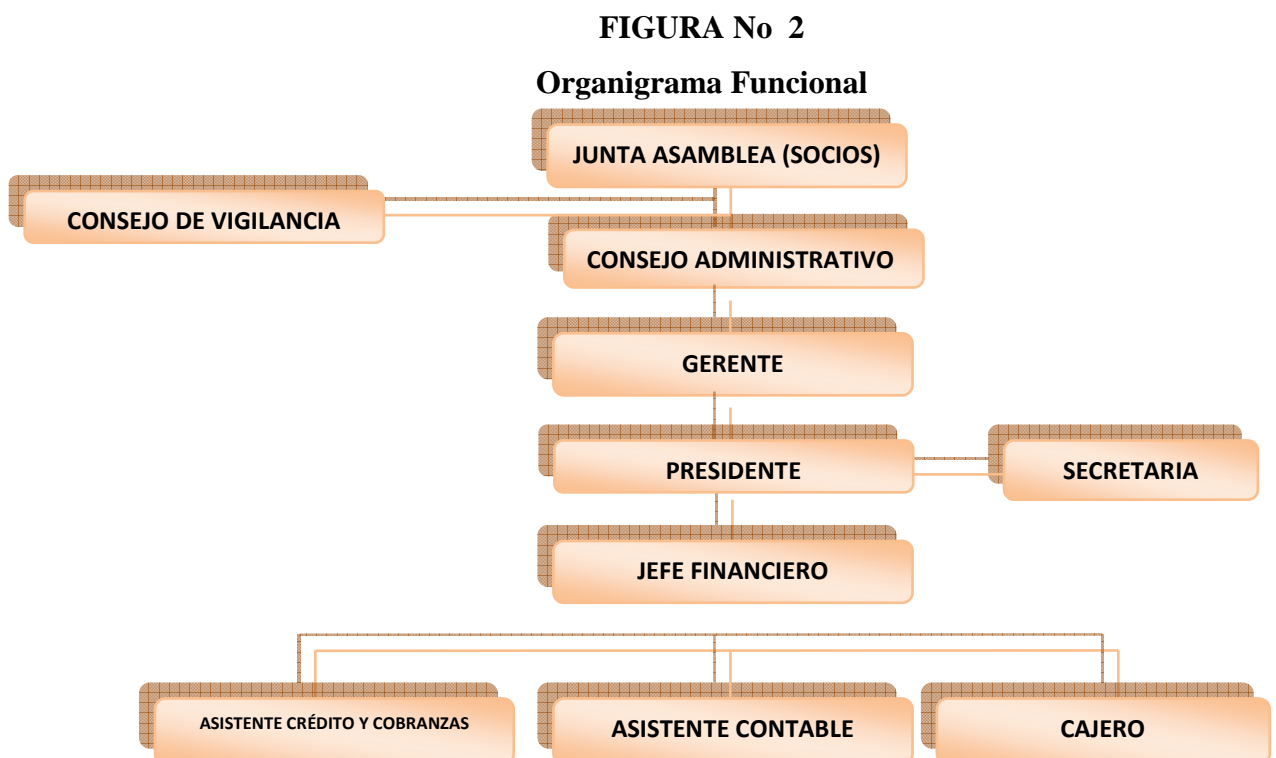 FIGURA No 2
Organigrama Funcional
JUNTA ASAMBLEA (SOCIOS)
CONSEJO DE VIGILANCIA
CONSEJO ADMINISTRATIVO
GERENTE
PRESIDENTE
SECRETARIA
JEFE FINANCIERO
ASISTENTE CRÉDITO Y COBRANZAS
ASISTENTE CONTABLE
CAJERO